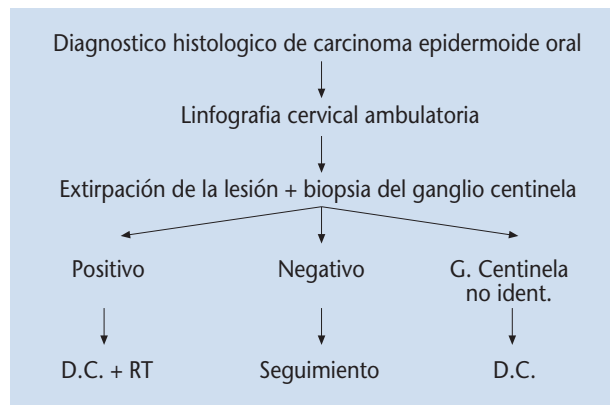 Diagnostico histologico de carcinoma epidermoide oral
Linfografia cervical ambulatoria
Extirpación de la lesión + biopsia del ganglio centinela
Positivo
Negativo
G. Centinela
no ident.
D.C. + RT
Seguimiento
D.C.